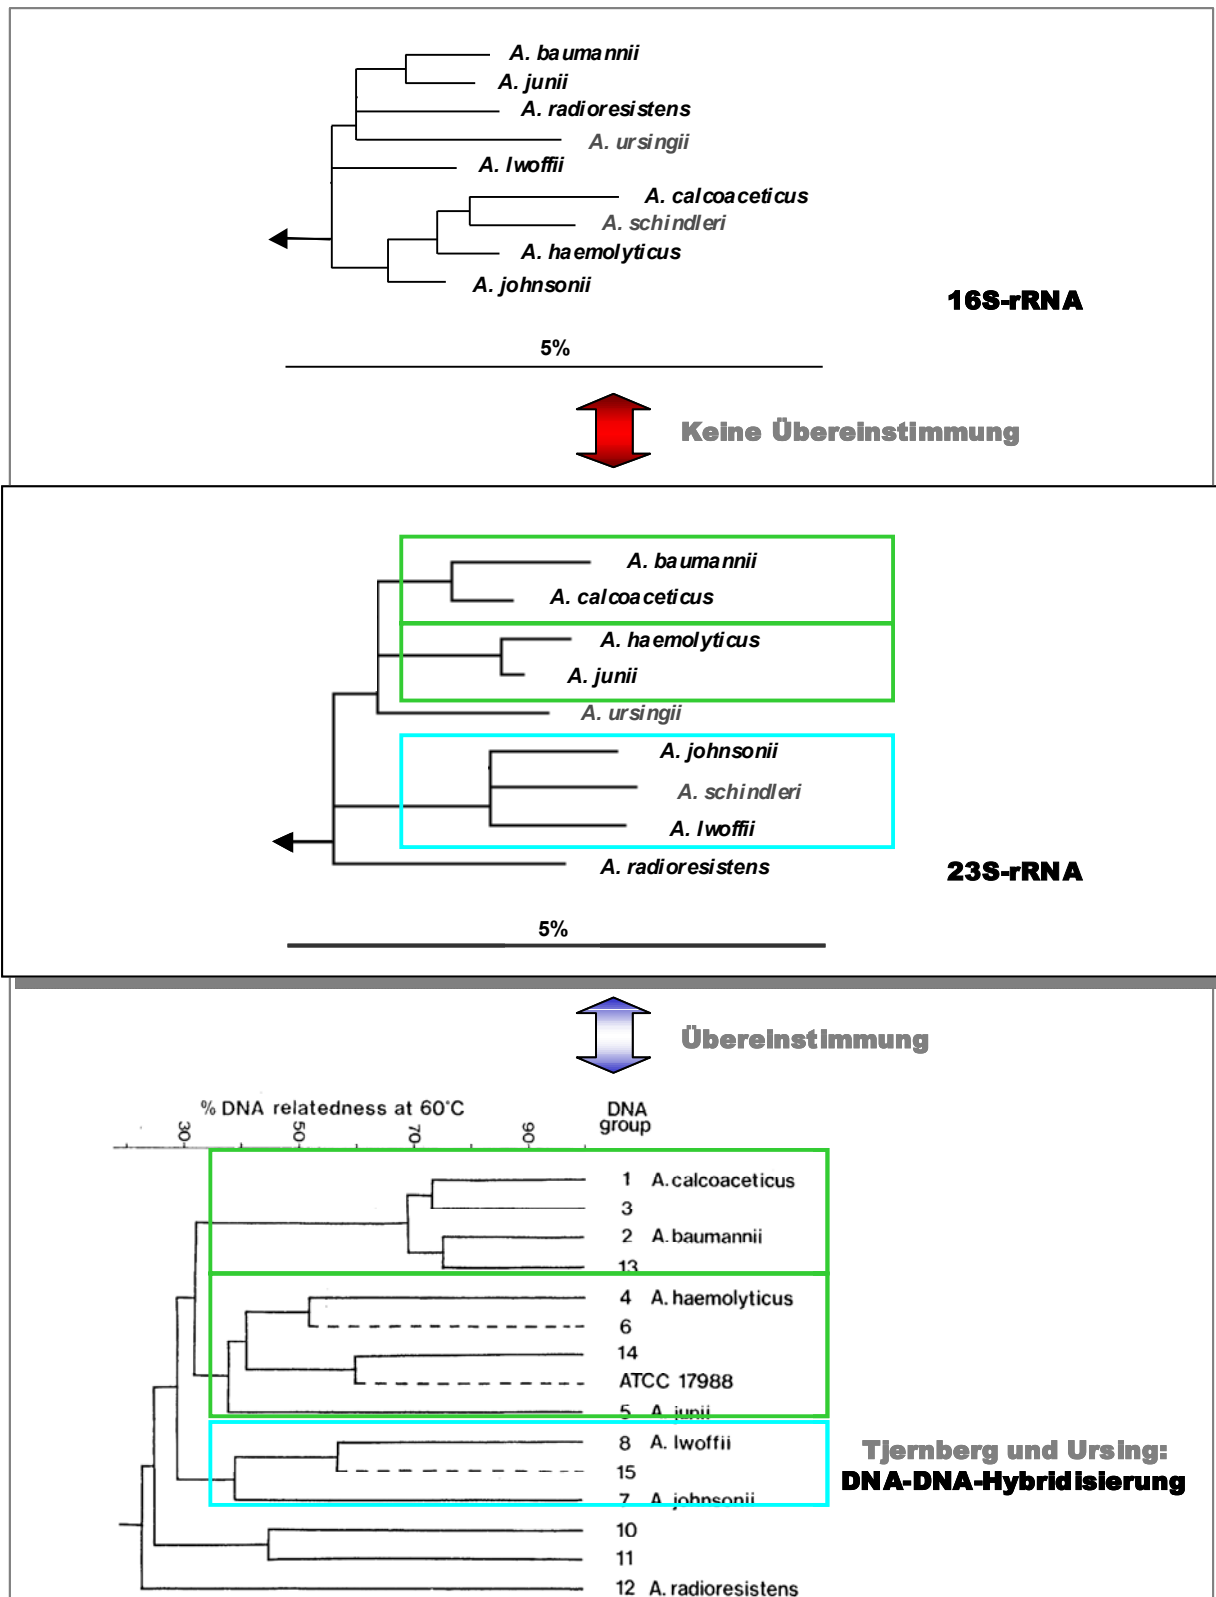 A. baumannii
A. junii
A. radioresistens
A. ursingii
A. lwoffii
A. calcoaceticus
A. schindleri
A. haemolyticus
A. johnsonii
16S-rRNA
5%
Keine Übereinstimmung
A. baumannii
A. calcoaceticus
A. haemolyticus
A. junii
A. ursingii
A. johnsonii
A. schindleri
A. lwoffii
A. radioresistens
23S-rRNA
5%
Übereinstimmung
% DNA relatedness at 60°C
DNA
group
30 50 70 90
1 A. calcoaceticus
3
2 A. baumannii
13
4 A. haemolyticus
6
14
ATCC 17988
5 A. junii
8 A. lwoffii
15
7 A. johnsonii
Tjernberg und Ursing:
DNA-DNA-Hybridisierung
10
11
12 A. radioresistens